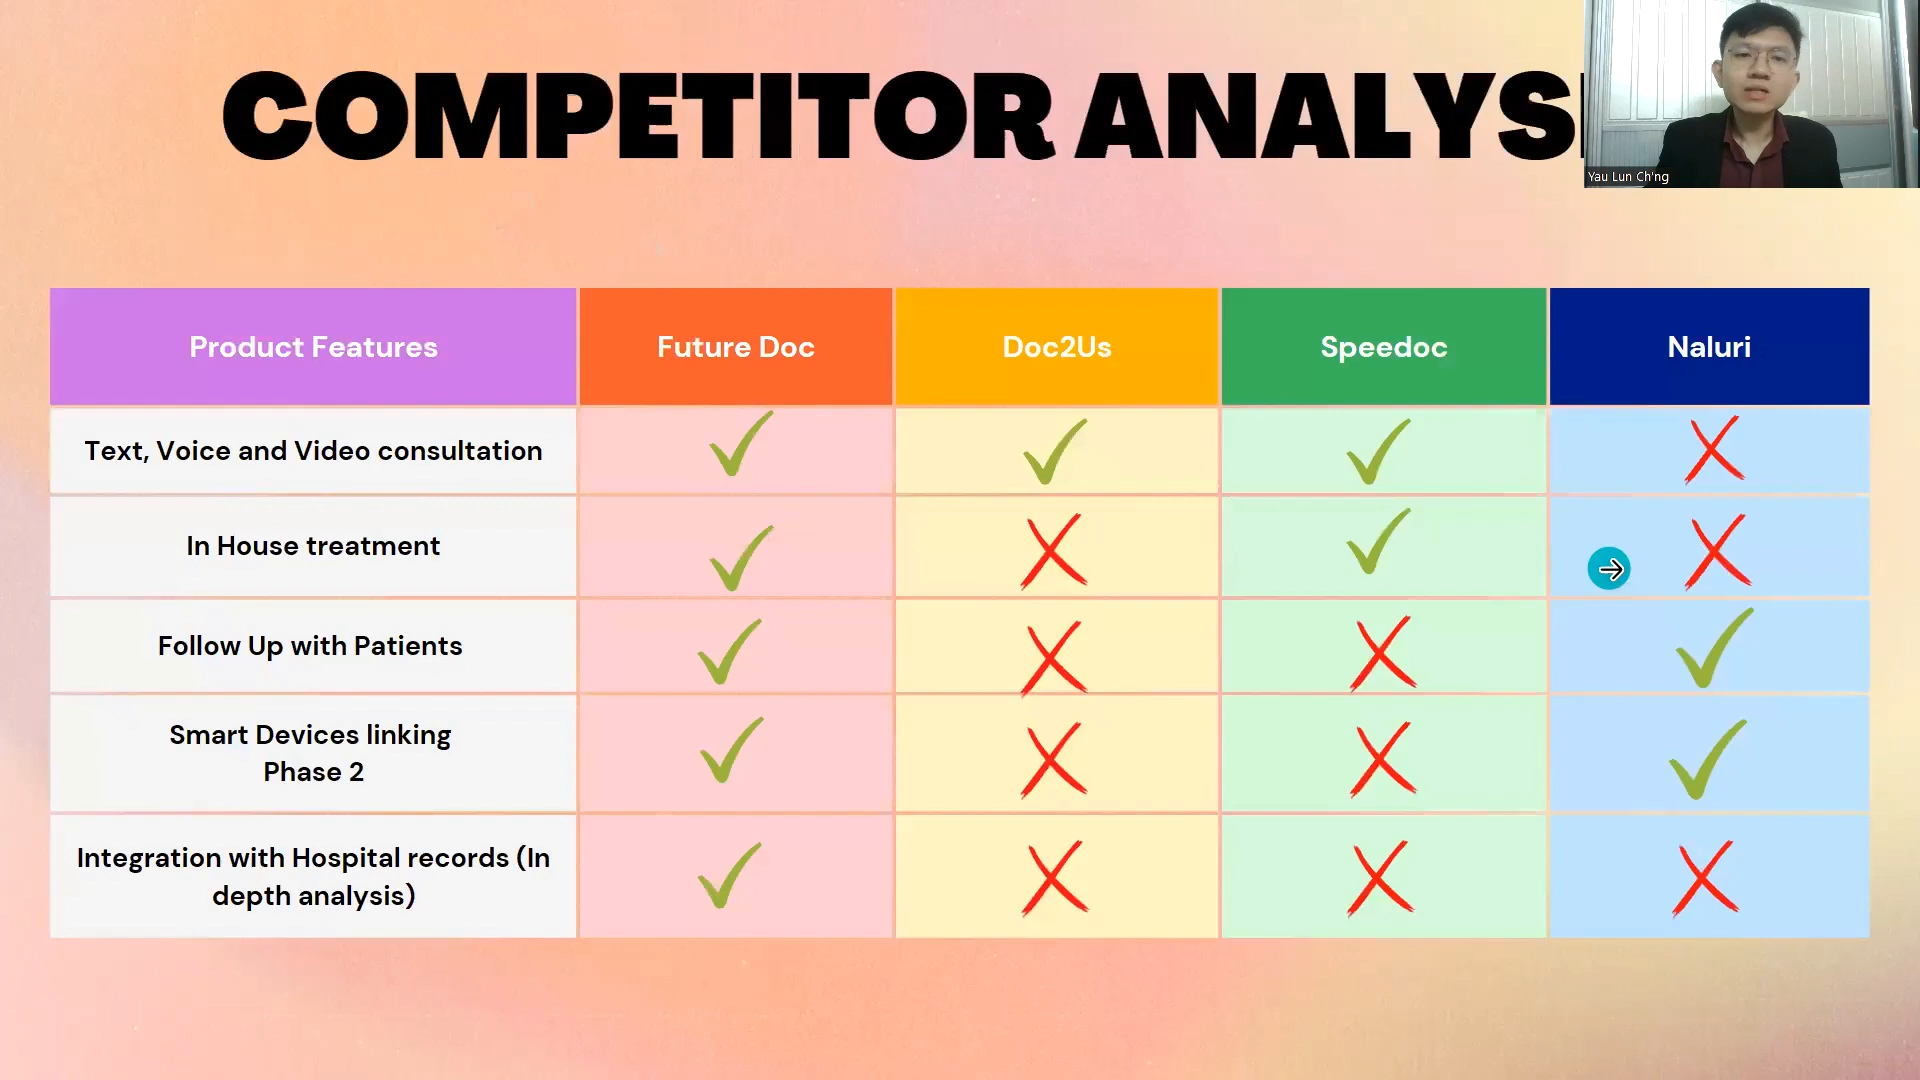 COMPETITOR ANALYS
Yau Lun Ch'ng
Product Features
Future Doc
Doc2Us
Speedoc
Naluri
Text, Voice and Video consultation
In House treatment
Follow Up with Patients
Smart Devices linking
Phase 2
Integration with Hospital records (In
depth analysis)